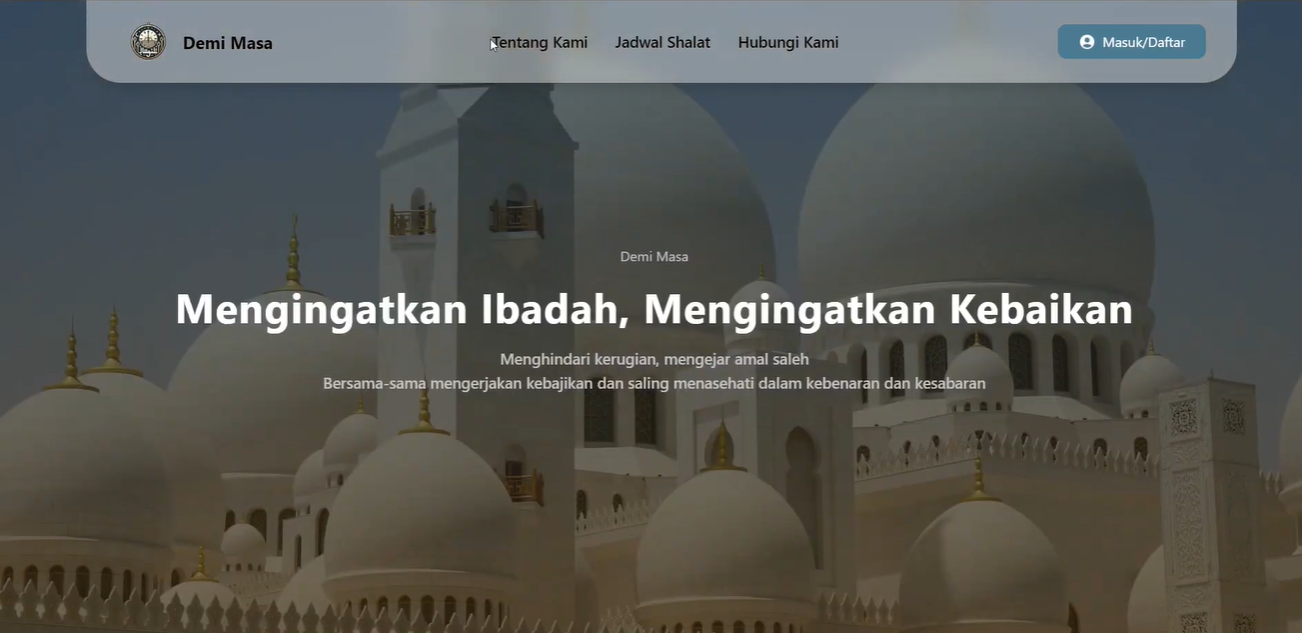 Demi Masa
Tentang Kami
Jadwal Shalat
Hubungi Kami
Masuk/Daftar
Demi Masa
Mengingatkan Ibadah, Mengingatkan Kebaikan
Menghindari kerugian, mengejar amal saleh
Bersama-sama mengerjakan kebajikan dan saling menasehati dalam kebenaran dan kesabaran